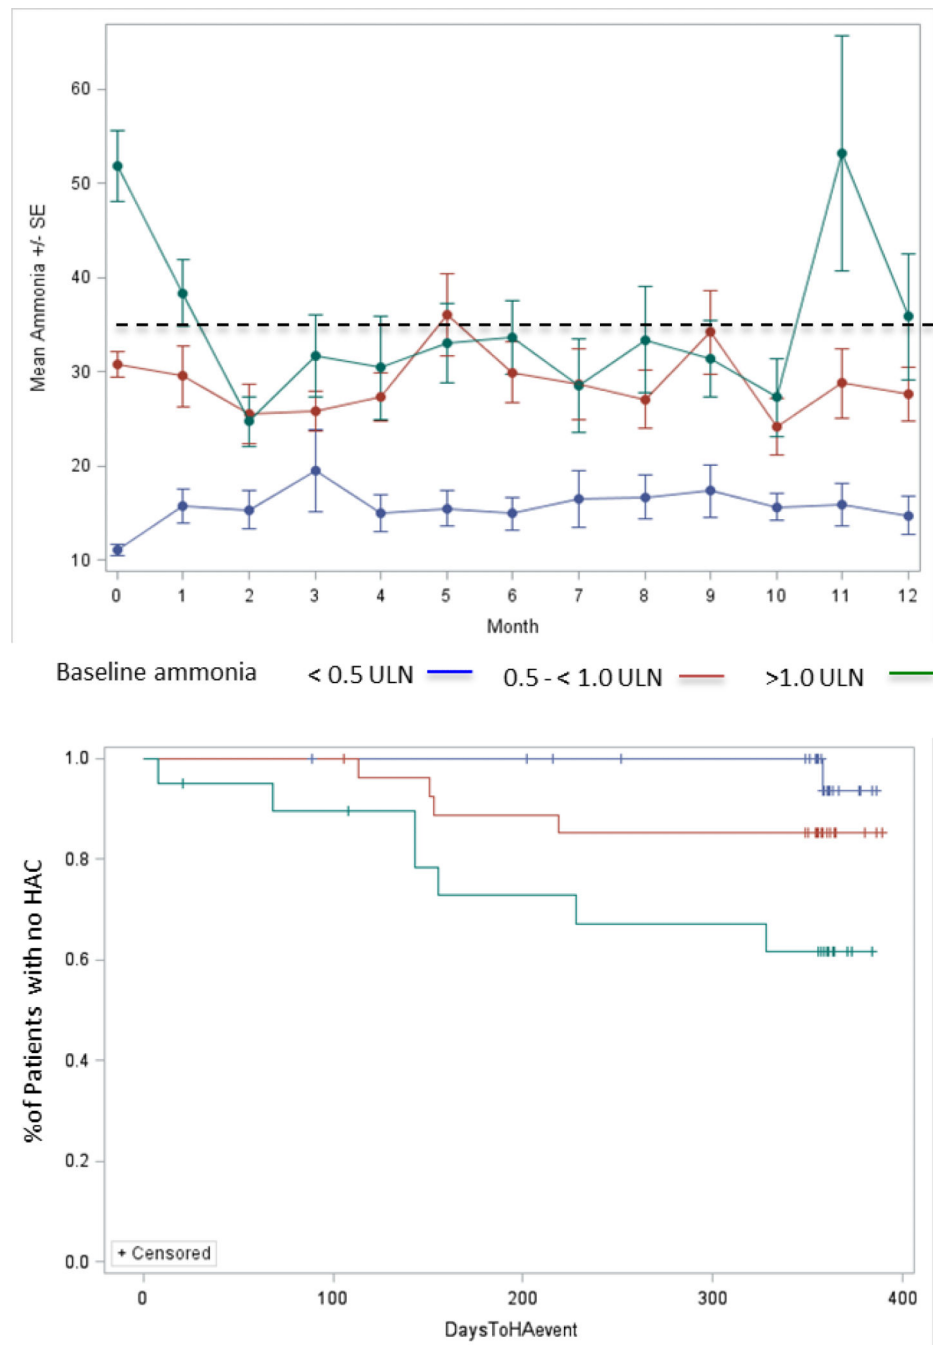 Mean Ammonia +/- SE
60
50
40
30
20
10
0 1 2 3 4 5 6 7 8 9 10 11 12
Month
Baseline ammonia < 0.5 ULN 0.5 - < 1.0 ULN >1.0 ULN
%of Patients with no HAC
1.0
0.8
0.6
0.4
0.2
0.0
+ Censored
0 100 200 300 400
DaysToHAevent